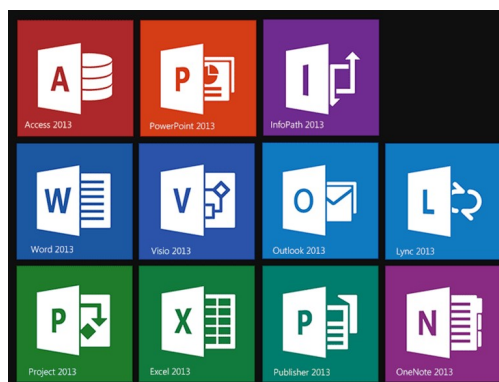 A
Access 2013
P
PowerPoint 2013
I
InfoPath 2013
W
Word 2013
V
Visio 2013
O
Outlook 2013
L
Lync 2013
P
Project 2013
X
Excel 2013
P
Publisher 2013
N
OneNote 2013